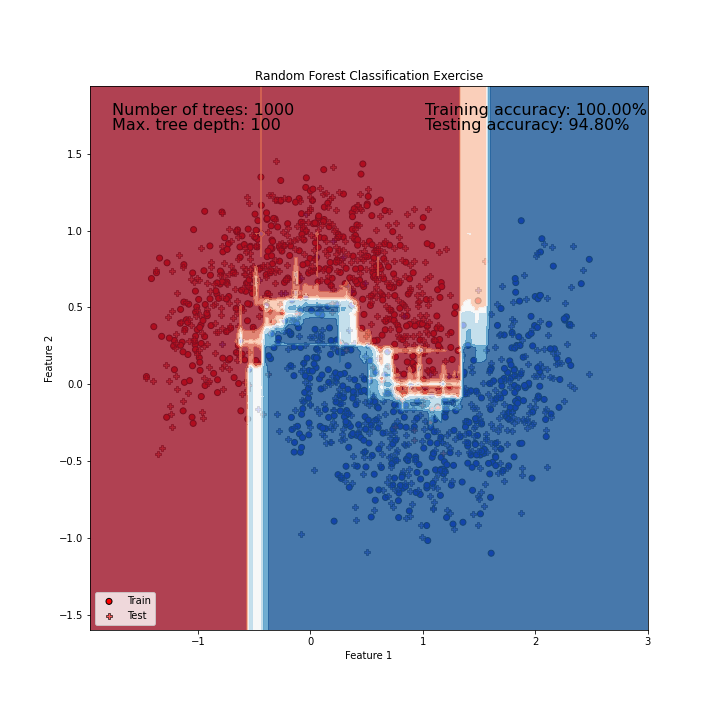 Random Forest Classification Exercise
Number of trees: 1000
Max. tree depth: 100
Training accuracy: 100.00%
Testing accuracy: 94.80%
Feature 2
1.5
1.0
0.5
0.0
−0.5
−1.0
−1.5
Train
Test
−1
0
1
2
3
Feature 1